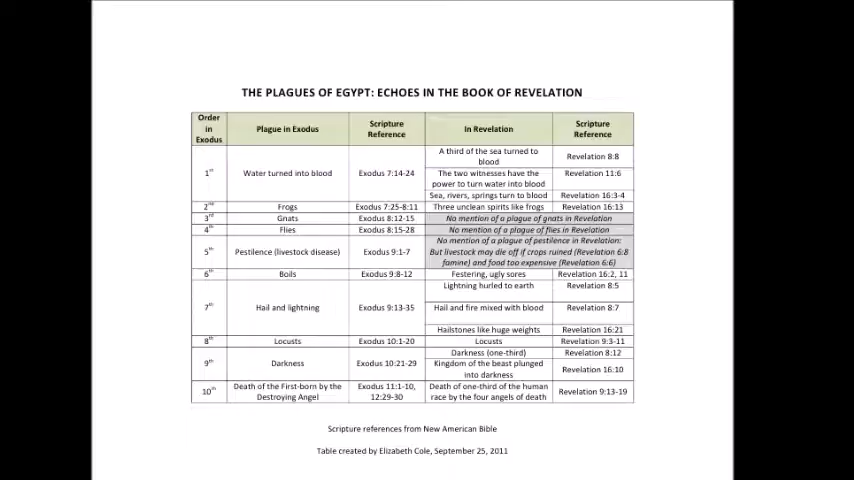 THE PLAGUES OF EGYPT: ECHOES IN THE BOOK OF REVELATION
Order in Exodus | Plague in Exodus | Scripture Reference | In Revelation | Scripture Reference
1st | Water turned into blood | Exodus 7:14-24 | A third of the sea turned to blood | Revelation 8:8
The two witnesses have the power to turn water into blood | Revelation 11:6
Sea, rivers, springs turn to blood | Revelation 16:3-4
2nd | Frogs | Exodus 7:25-8:11 | Three unclean spirits like frogs | Revelation 16:13
3rd | Gnats | Exodus 8:12-15 | No mention of a plague of gnats in Revelation
4th | Flies | Exodus 8:15-28 | No mention of a plague of flies in Revelation
5th | Pestilence (livestock disease) | Exodus 9:1-7 | No mention of a plague of pestilence in Revelation: But livestock may die off if crops ruined (Revelation 6:8 famine) and food too expensive (Revelation 6:6)
6th | Boils | Exodus 9:8-12 | Festering, ugly sores | Revelation 16:2, 11
7th | Hail and lightning | Exodus 9:13-35 | Lightning hurled to earth | Revelation 8:5
Hail and fire mixed with blood | Revelation 8:7
Hailstones like huge weights | Revelation 16:21
8th | Locusts | Exodus 10:1-20 | Locusts | Revelation 9:3-11
9th | Darkness | Exodus 10:21-29 | Darkness (one-third) | Revelation 8:12
Kingdom of the beast plunged into darkness | Revelation 16:10
10th | Death of the First-born by the Destroying Angel | Exodus 11:1-10, 12:29-30 | Death of one-third of the human race by the four angels of death | Revelation 9:13-19
Scripture references from New American Bible
Table created by Elizabeth Cole, September 25, 2011